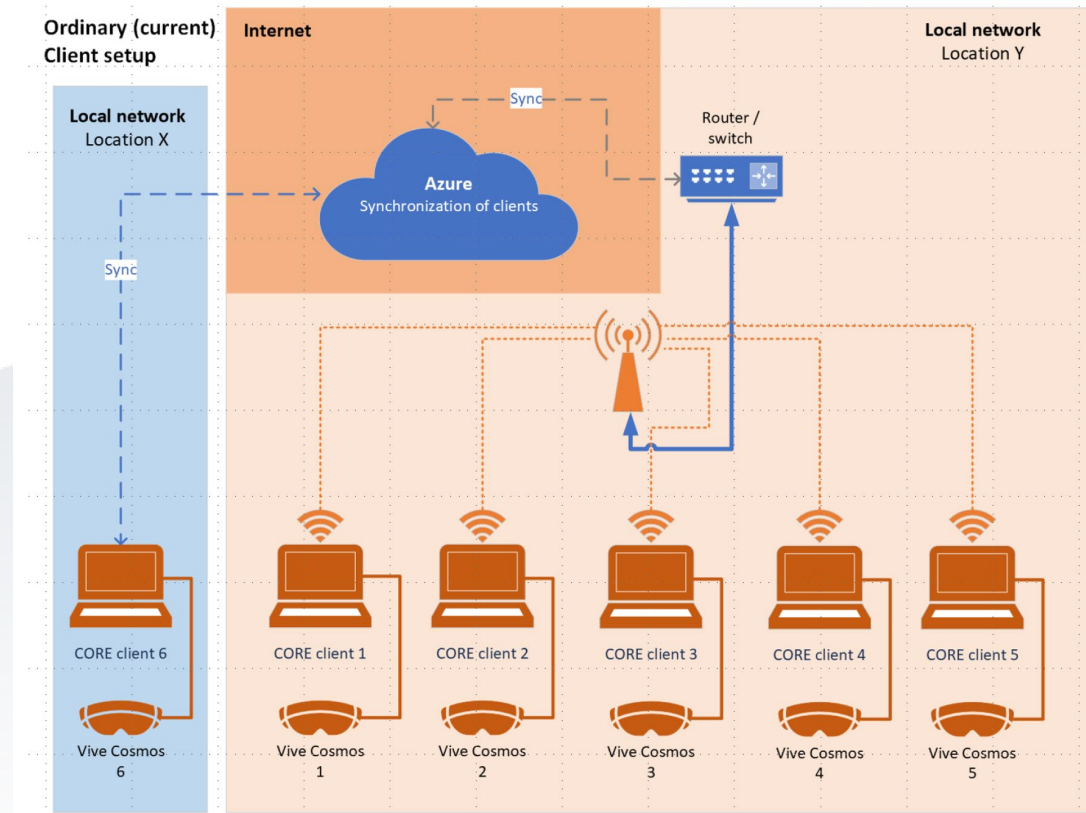 Ordinary (current)
Client setup
Internet
Local network
Location Y
Local network
Location X
Sync
Router /
switch
Azure
Synchronization of clients
Sync
CORE client 6
CORE client 1
CORE client 2
CORE client 3
CORE client 4
CORE client 5
Vive Cosmos
6
Vive Cosmos
1
Vive Cosmos
2
Vive Cosmos
3
Vive Cosmos
4
Vive Cosmos
5